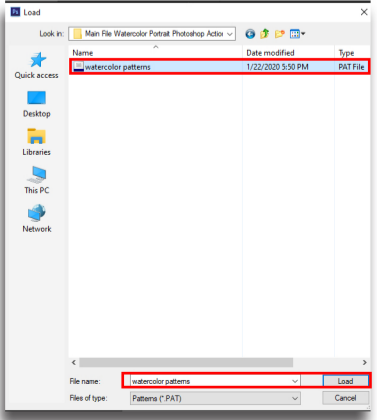 Ps Load
Look in: Main File Watercolor Portrait Photoshop Action
Name Date modified Type
watercolor patterns 1/22/2020 5:50 PM PAT File
Quick access
Desktop
Libraries
This PC
Network
File name: watercolor patterns Load
Files of type: Patterns (*.PAT) Cancel